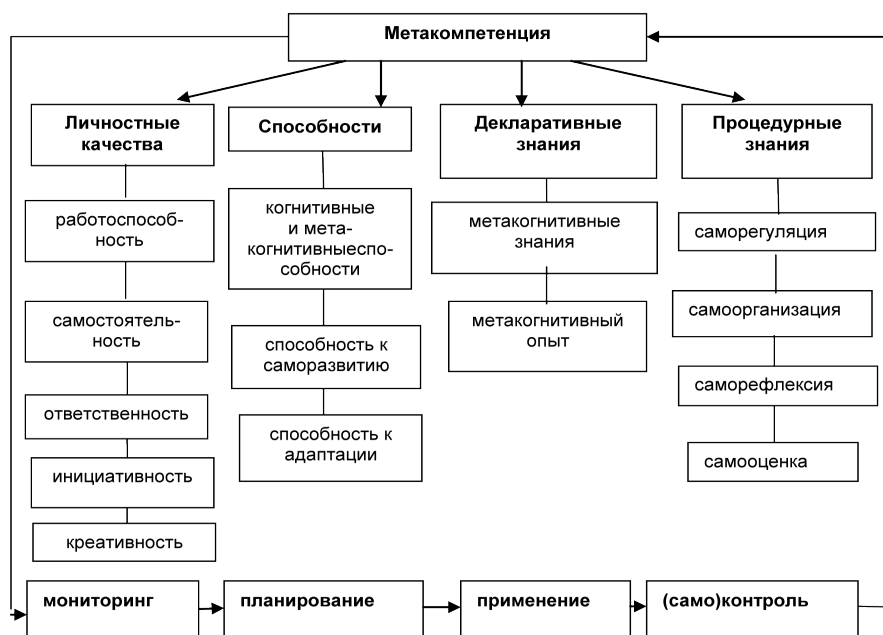 Метакомпетенция
Личностные
качества
работоспособ-
ность
самостоятель-
ность
ответственность
инициативность
креативность
Способности
когнитивные
и мета-
когнитивныеспо-
собности
способность к
саморазвитию
способность к
адаптации
Декларативные
знания
метакогнитивные
знания
метакогнитивный
опыт
Процедурные
знания
саморегуляция
самоорганизация
саморефлексия
самооценка
мониторинг
планирование
применение
(само)контроль